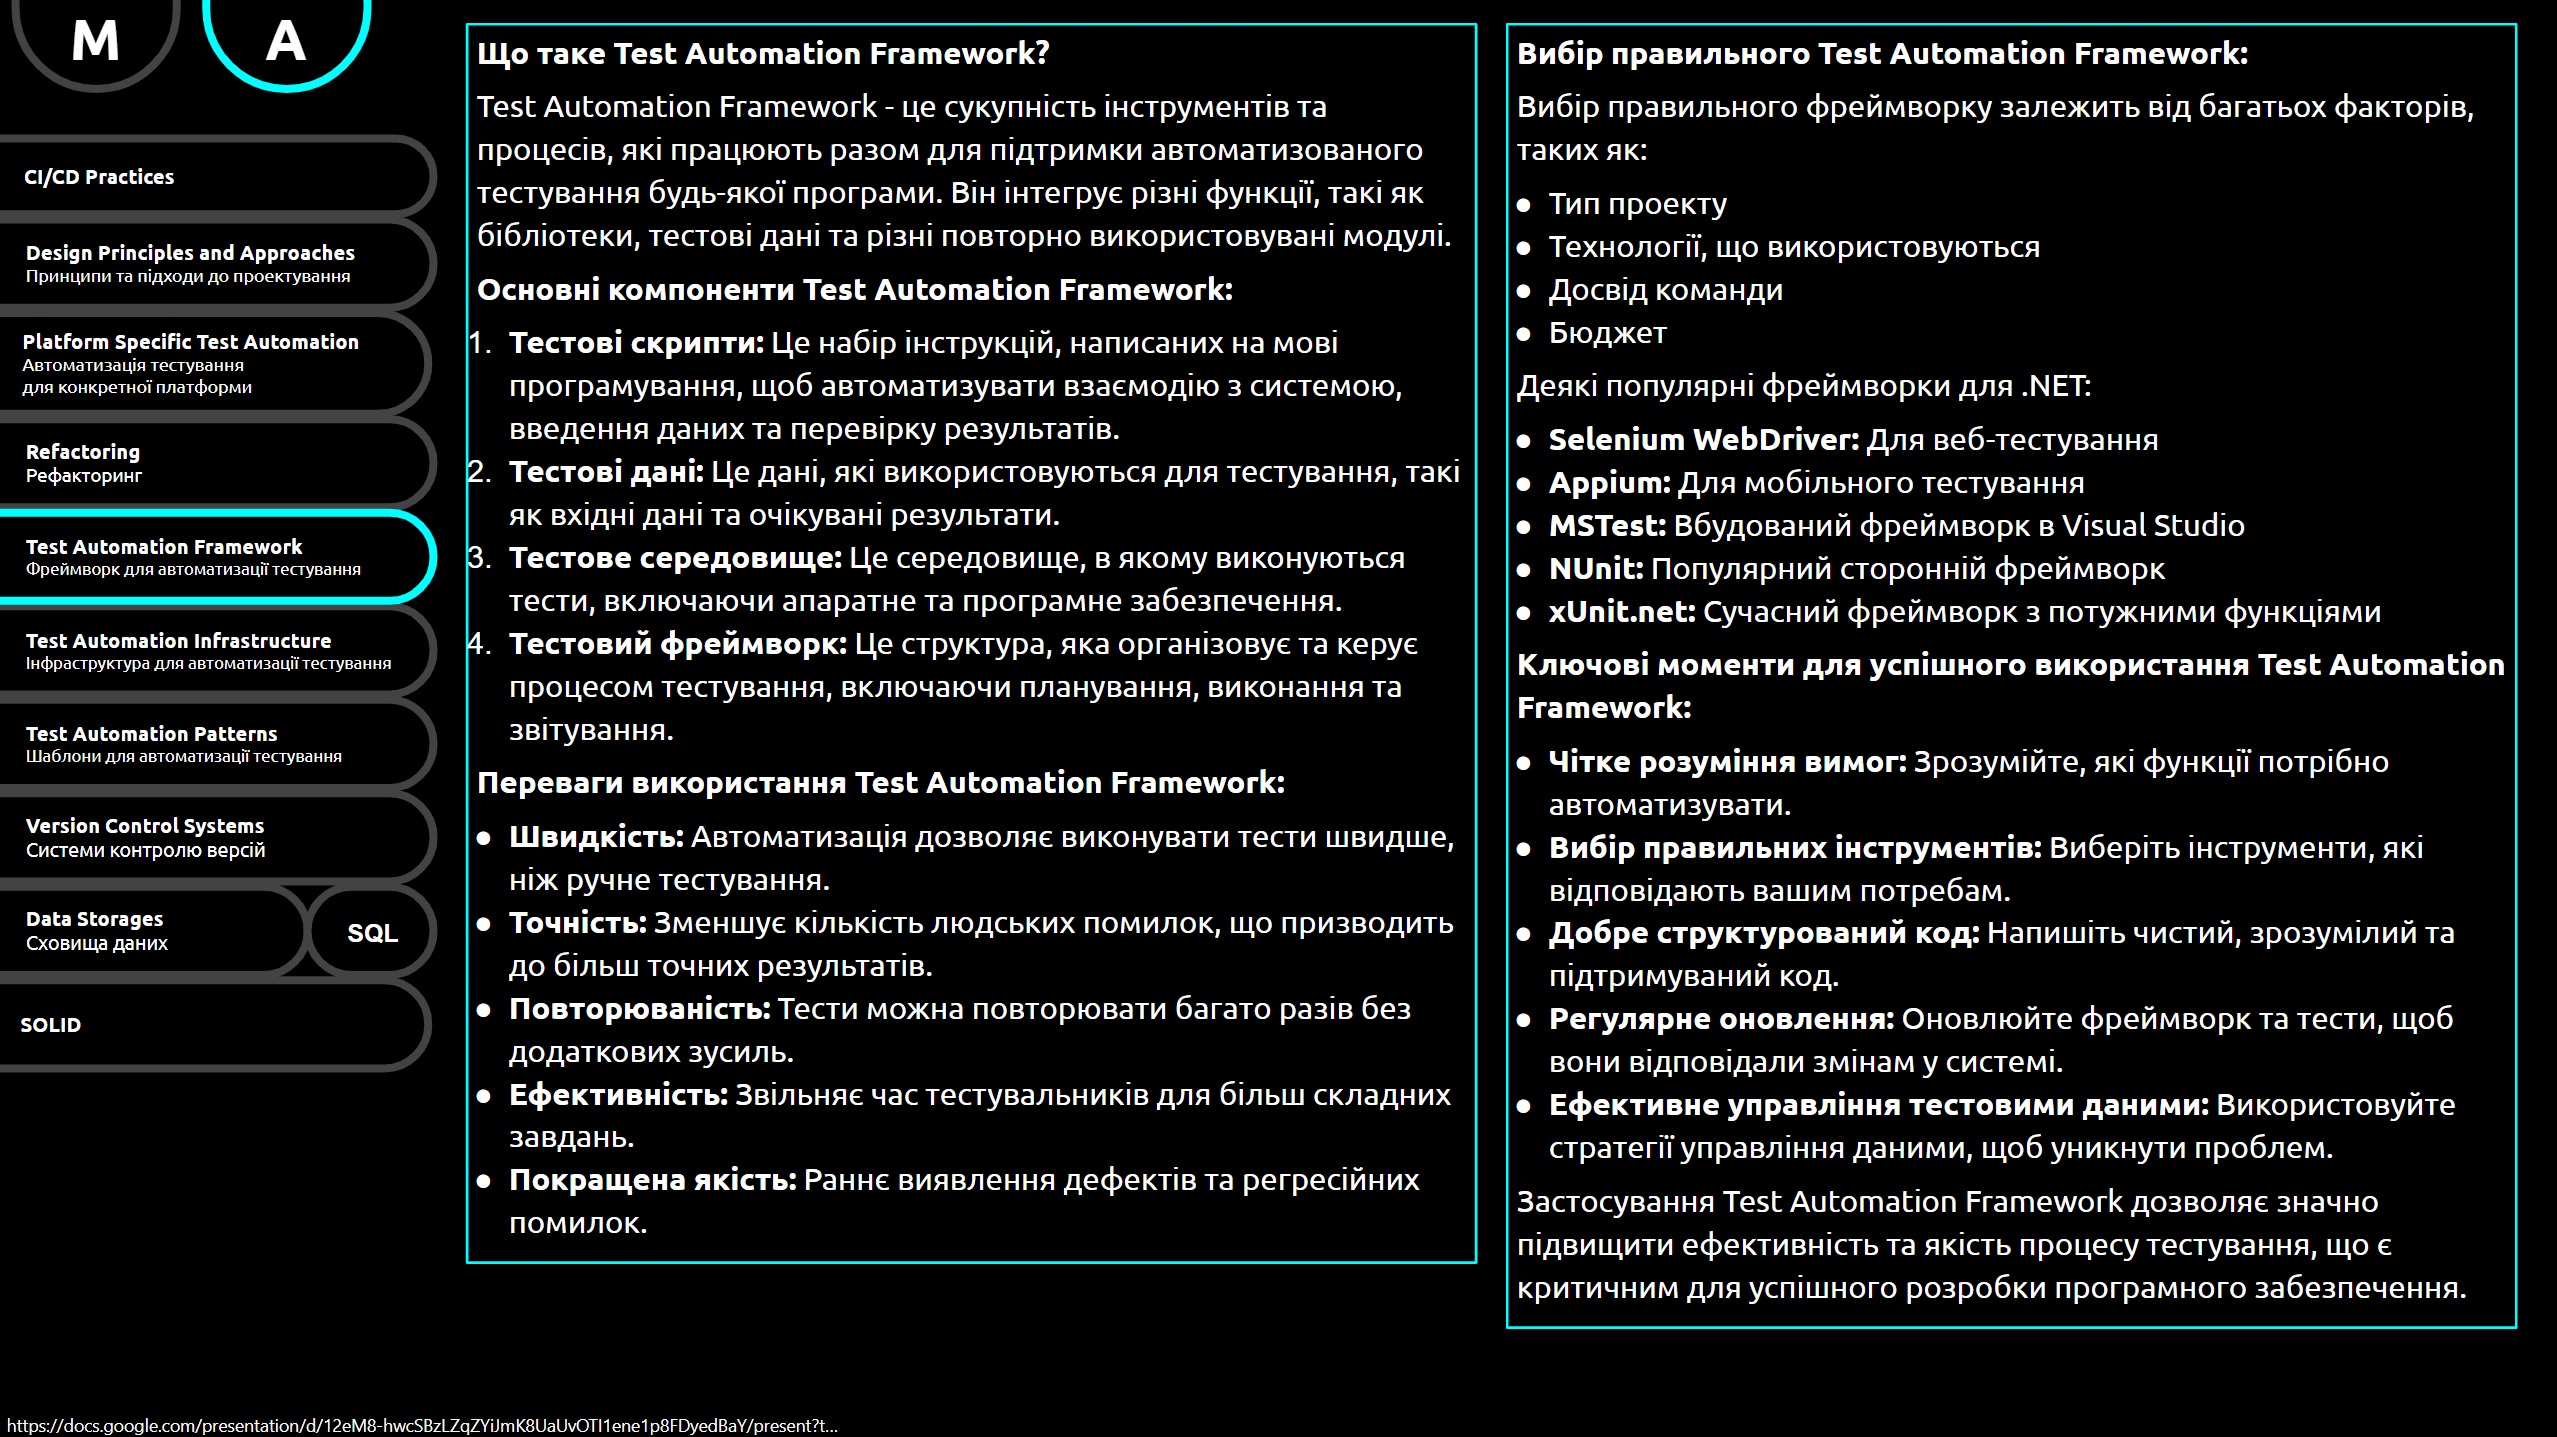 M
A
CI/CD Practices
Design Principles and Approaches
Принципи та підходи до проектування
Platform Specific Test Automation
Автоматизація тестування
для конкретної платформи
Refactoring
Рефакторинг
Test Automation Framework
Фреймворк для автоматизації тестування
Test Automation Infrastructure
Інфраструктура для автоматизації тестування
Test Automation Patterns
Шаблони для автоматизації тестування
Version Control Systems
Системи контролю версій
Data Storages
Сховища даних
SQL
SOLID
Що таке Test Automation Framework?
Test Automation Framework - це сукупність інструментів та
процесів, які працюють разом для підтримки автоматизованого
тестування будь-якої програми. Він інтегрує різні функції, такі як
бібліотеки, тестові дані та різні повторно використовувані модулі.
Основні компоненти Test Automation Framework:
1. Тестові скрипти: Це набір інструкцій, написаних на мові
програмування, щоб автоматизувати взаємодію з системою,
введення даних та перевірку результатів.
2. Тестові дані: Це дані, які використовуються для тестування, такі
як вхідні дані та очікувані результати.
3. Тестове середовище: Це середовище, в якому виконуються
тести, включаючи апаратне та програмне забезпечення.
4. Тестовий фреймворк: Це структура, яка організовує та керує
процесом тестування, включаючи планування, виконання та
звітування.
Переваги використання Test Automation Framework:
● Швидкість: Автоматизація дозволяє виконувати тести швидше,
ніж ручне тестування.
● Точність: Зменшує кількість людських помилок, що призводить
до більш точних результатів.
● Повторюваність: Тести можна повторювати багато разів без
додаткових зусиль.
● Ефективність: Звільняє час тестувальників для більш складних
завдань.
● Покращена якість: Раннє виявлення дефектів та регресійних
помилок.
Вибір правильного Test Automation Framework:
Вибір правильного фреймворку залежить від багатьох факторів,
таких як:
● Тип проекту
● Технології, що використовуються
● Досвід команди
● Бюджет
Деякі популярні фреймворки для .NET:
● Selenium WebDriver: Для веб-тестування
● Appium: Для мобільного тестування
● MSTest: Вбудований фреймворк в Visual Studio
● NUnit: Популярний сторонній фреймворк
● xUnit.net: Сучасний фреймворк з потужними функціями
Ключові моменти для успішного використання Test Automation
Framework:
● Чітке розуміння вимог: Зрозумійте, які функції потрібно
автоматизувати.
● Вибір правильних інструментів: Виберіть інструменти, які
відповідають вашим потребам.
● Добре структурований код: Напишіть чистий, зрозумілий та
підтримуваний код.
● Регулярне оновлення: Оновлюйте фреймворк та тести, щоб
вони відповідали змінам у системі.
● Ефективне управління тестовими даними: Використовуйте
стратегії управління даними, щоб уникнути проблем.
Застосування Test Automation Framework дозволяє значно
підвищити ефективність та якість процесу тестування, що є
критичним для успішного розробки програмного забезпечення.
https://docs.google.com/presentation/d/12eM8-hwcSBzLZqZYiJmK8UaUvOTI1ene1p8FDyedBaY/present?t...